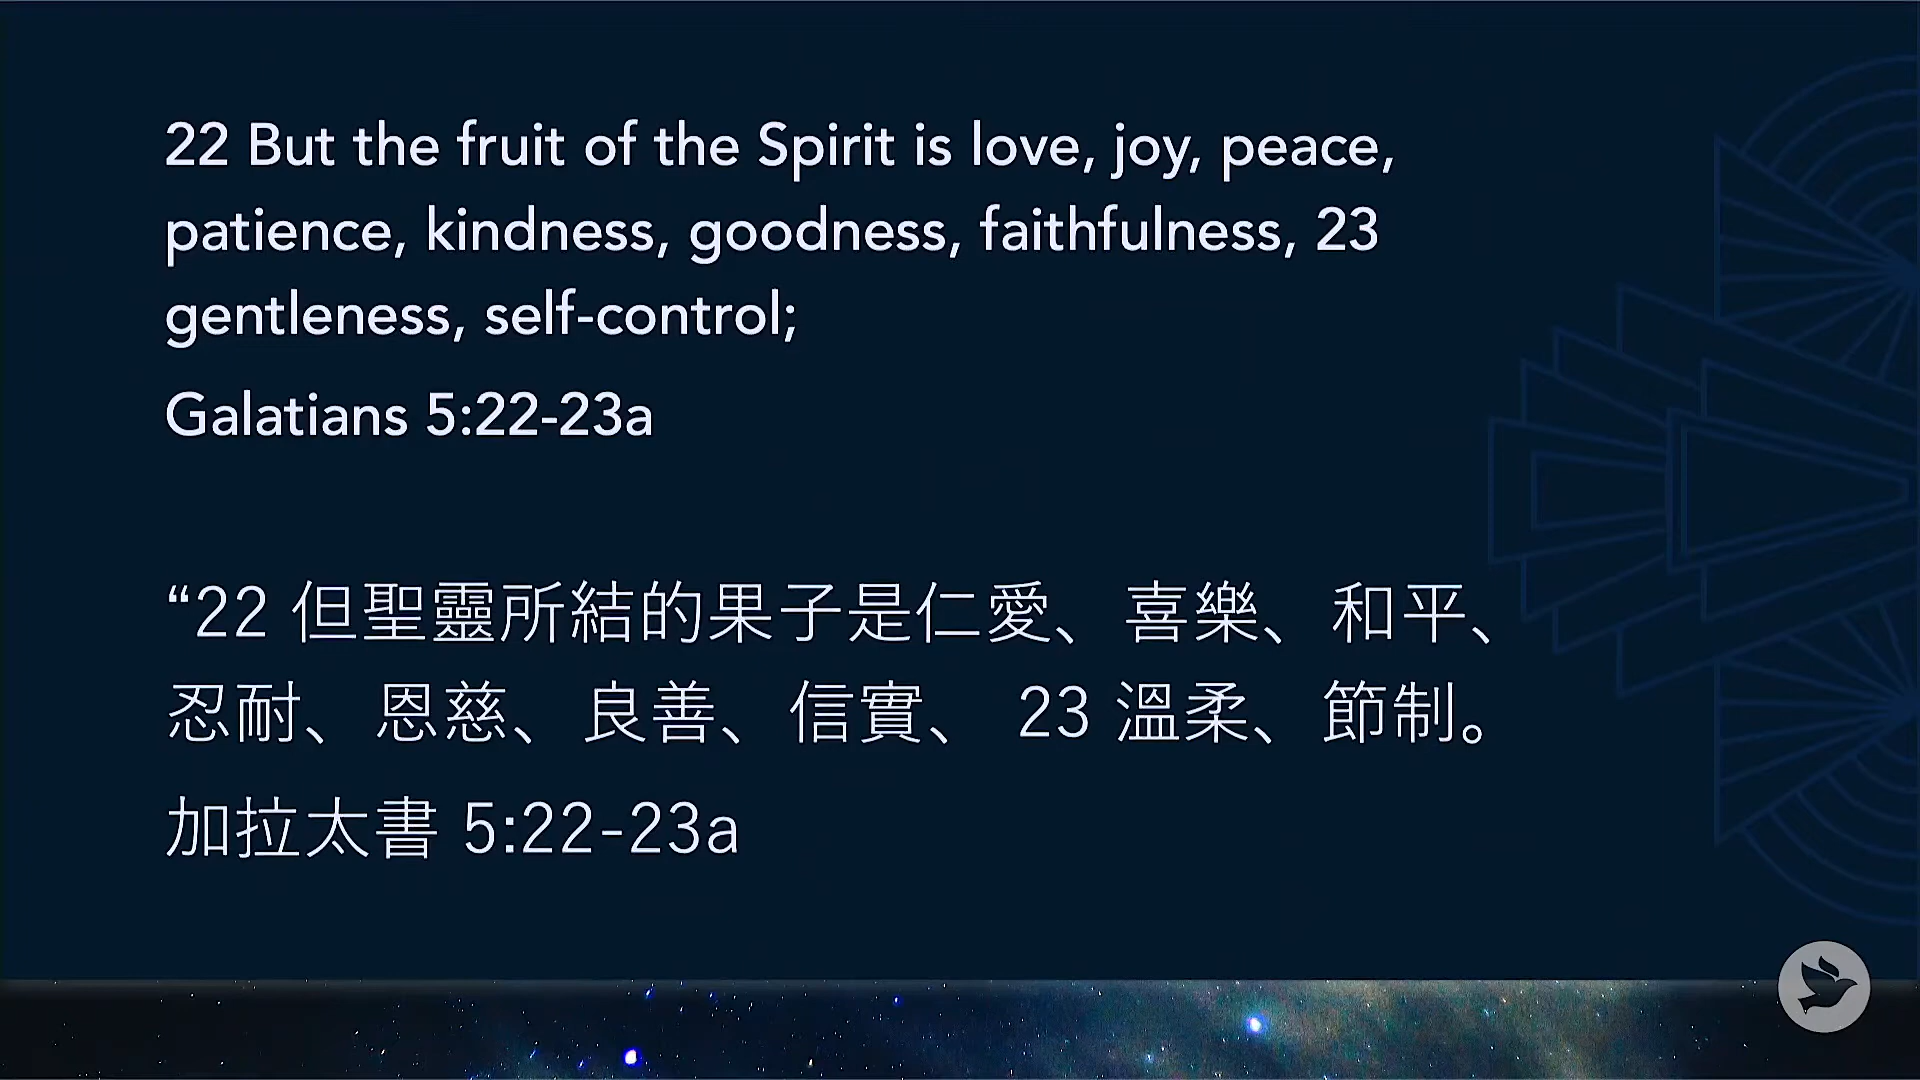 22 But the fruit of the Spirit is love, joy, peace,
patience, kindness, goodness, faithfulness, 23
gentleness, self-control;
Galatians 5:22-23a
“22 但聖靈所結的果子是仁愛、喜樂、和平、
忍耐、恩慈、良善、信實、 23 溫柔、節制。
加拉太書 5:22-23a